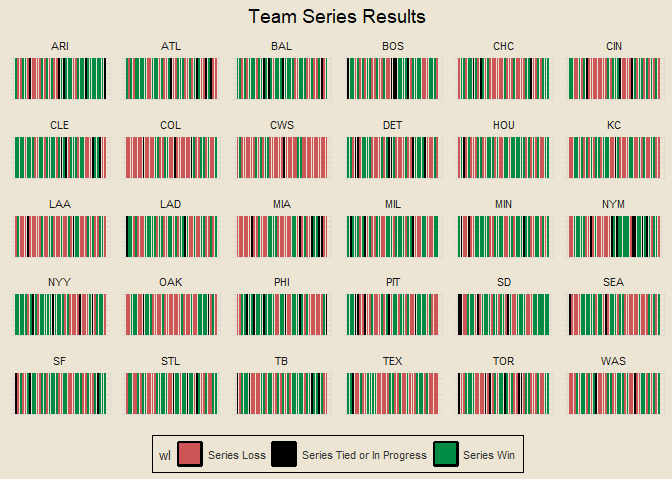 Team Series Results
ARI ATL BAL BOS CHC CIN
CLE COL CWS DET HOU KC
LAA LAD MIA MIL MIN NYM
NYY OAK PHI PIT SD SEA
SF STL TB TEX TOR WAS
wl Series Loss Series Tied or In Progress Series Win